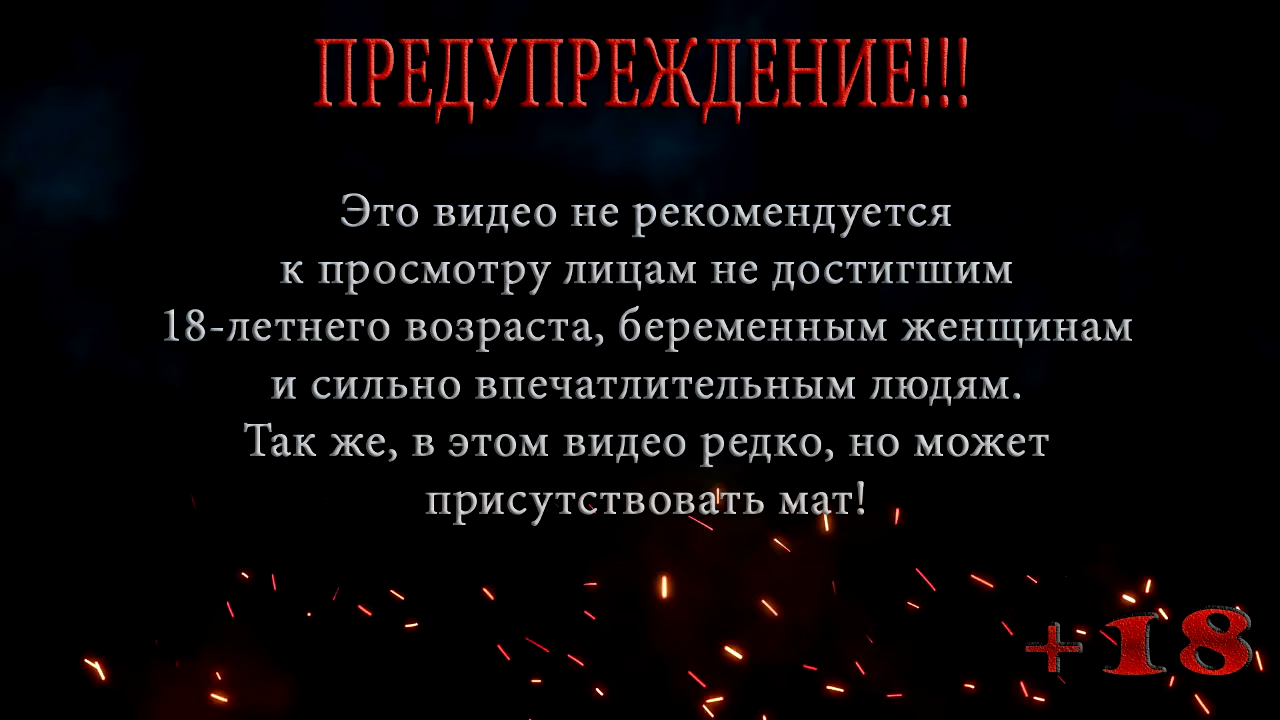 ПРЕДУПРЕЖДЕНИЕ!!!
Это видео не рекомендуется
к просмотру лицам не достигшим
18-летнего возраста, беременным женщинам
и сильно впечатлительным людям.
Так же, в этом видео редко, но может
присутствовать мат!
+18